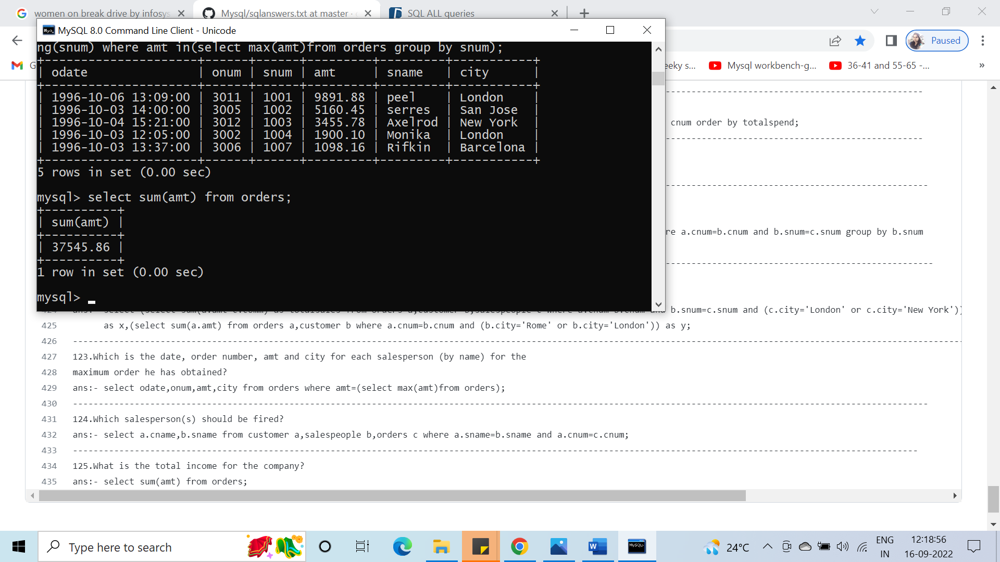 women on break drive by infosys
Mysql/sqlanswers.txt at master ·
SQL ALL queries
MySQL 8.0 Command Line Client - Unicode
Paused
G
eeky s...
Mysql workbench-g...
36-41 and 55-65 -...
»
ng(snum) where amt in(select max(amt)from orders group by snum);
+---------------------+------+------+---------+---------+-----------+
| odate | onum | snum | amt | sname | city |
+---------------------+------+------+---------+---------+-----------+
| 1996-10-06 13:09:00 | 3011 | 1001 | 9891.88 | peel | London |
| 1996-10-03 14:00:00 | 3005 | 1002 | 5160.45 | serres | San Jose |
| 1996-10-04 15:21:00 | 3012 | 1003 | 3455.78 | Axelrod | New York |
| 1996-10-03 12:05:00 | 3002 | 1004 | 1900.10 | Monika | London |
| 1996-10-03 13:37:00 | 3006 | 1007 | 1098.16 | Rifkin | Barcelona |
+---------------------+------+------+---------+---------+-----------+
5 rows in set (0.00 sec)
mysql> select sum(amt) from orders;
+----------+
| sum(amt) |
+----------+
| 37545.86 |
+----------+
1 row in set (0.00 sec)
mysql> _
cnum order by totalspend;
re a.cnum=b.cnum and b.snum=c.snum group by b.snum
b.snum=c.snum and (c.city='London' or c.city='New York'))
425 as x,(select sum(a.amt) from orders a,customer b where a.cnum=b.cnum and (b.city='Rome' or b.city='London')) as y;
426 ----------------------------------------------------------------
427 123.Which is the date, order number, amt and city for each salesperson (by name) for the
428 maximum order he has obtained?
429 ans:- select odate,onum,amt,city from orders where amt=(select max(amt)from orders);
430 ----------------------------------------------------------------
431 124.Which salesperson(s) should be fired?
432 ans:- select a.cname,b.sname from customer a,salespeople b,orders c where a.sname=b.sname and a.cnum=c.cnum;
433 ----------------------------------------------------------------
434 125.What is the total income for the company?
435 ans:- select sum(amt) from orders;
Type here to search
W
MySQL
24°C
ENG
IN
12:18:56
16-09-2022